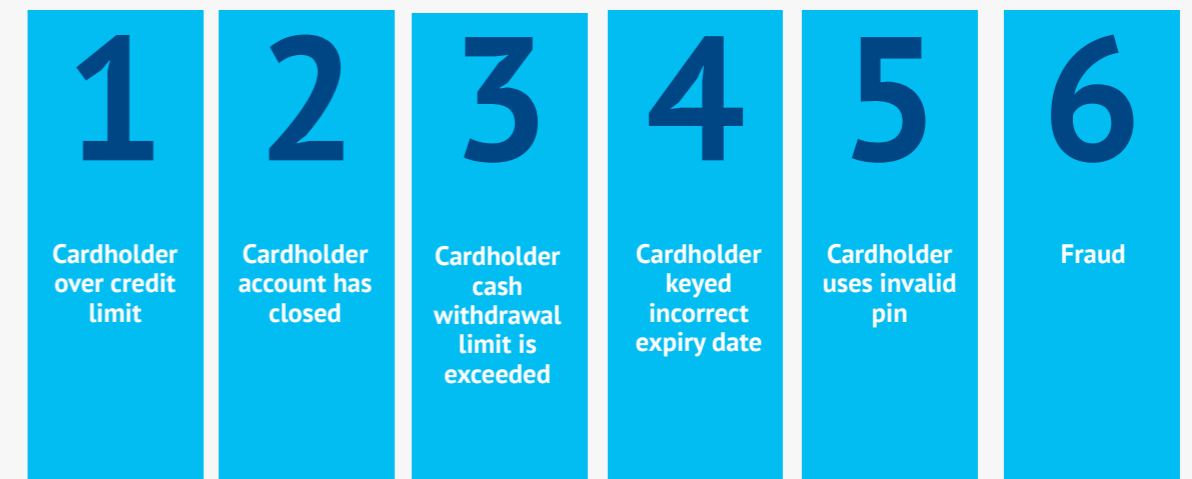 1
Cardholder
over credit
limit
2
Cardholder
account has
closed
3
Cardholder
cash
withdrawal
limit is
exceeded
4
Cardholder
keyed
incorrect
expiry date
5
Cardholder
uses invalid
pin
6
Fraud